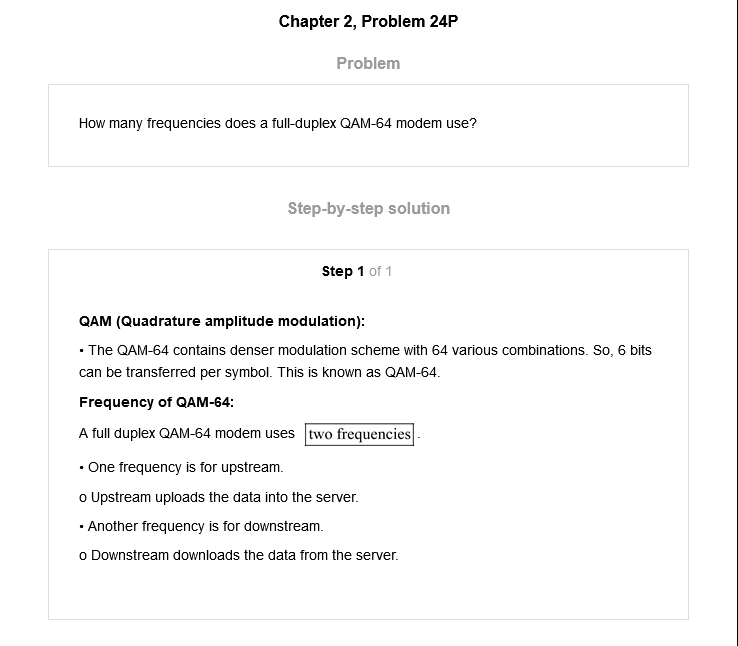 Chapter 2, Problem 24P
Problem
How many frequencies does a full-duplex QAM-64 modem use?
Step-by-step solution
Step 1 of 1
QAM (Quadrature amplitude modulation):
• The QAM-64 contains denser modulation scheme with 64 various combinations. So, 6 bits
can be transferred per symbol. This is known as QAM-64.
Frequency of QAM-64:
A full duplex QAM-64 modem uses two frequencies.
• One frequency is for upstream.
o Upstream uploads the data into the server.
• Another frequency is for downstream.
o Downstream downloads the data from the server.